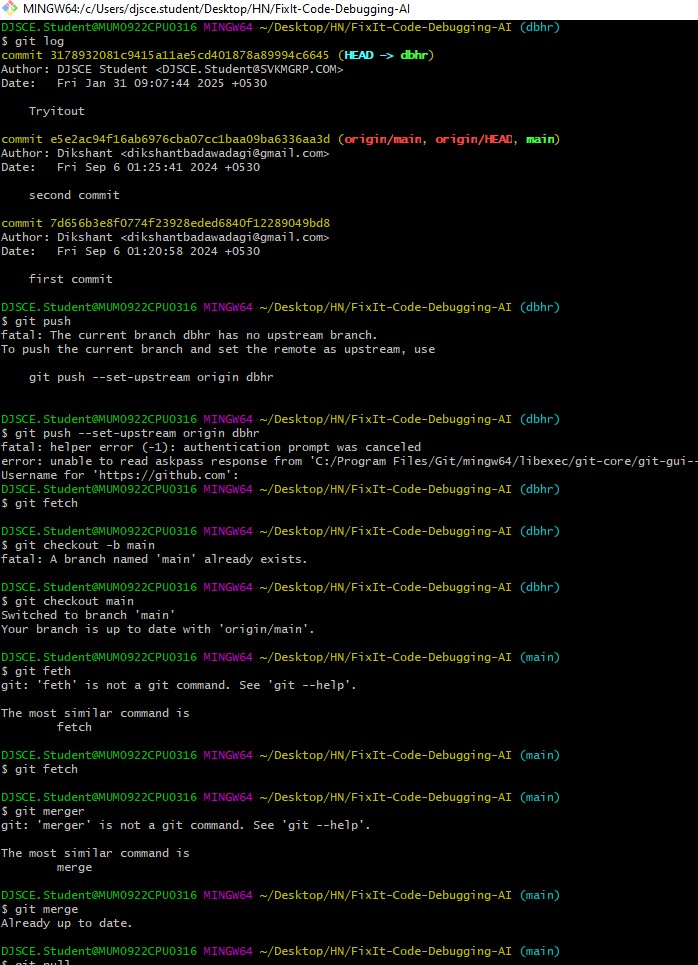 MINGW64:/c/Users/djsce.student/Desktop/HN/FixIt-Code-Debugging-AI
DJSCE.Student@MUM0922CPU0316 MINGW64 ~/Desktop/HN/FixIt-Code-Debugging-AI (dbhr)
$ git log
commit 3178932081c9415a11ae5cd401878a89994c6645 (HEAD -> dbhr)
Author: DJSCE Student <DJSCE.Student@SVKMGRP.COM>
Date:   Fri Jan 31 09:07:44 2025 +0530
Tryitout
commit e5e2ac94f16ab6976cba07cc1baa09ba6336aa3d (origin/main, origin/HEAD, main)
Author: Dikshant <dikshantbadawadagi@gmail.com>
Date:   Fri Sep 6 01:25:41 2024 +0530
second commit
commit 7d656b3e8f0774f23928eded6840f12289049bd8
Author: Dikshant <dikshantbadawadagi@gmail.com>
Date:   Fri Sep 6 01:20:58 2024 +0530
first commit
DJSCE.Student@MUM0922CPU0316 MINGW64 ~/Desktop/HN/FixIt-Code-Debugging-AI (dbhr)
$ git push
fatal: The current branch dbhr has no upstream branch.
To push the current branch and set the remote as upstream, use
git push --set-upstream origin dbhr
DJSCE.Student@MUM0922CPU0316 MINGW64 ~/Desktop/HN/FixIt-Code-Debugging-AI (dbhr)
$ git push --set-upstream origin dbhr
fatal: helper error (-1): authentication prompt was canceled
error: unable to read askpass response from 'C:/Program Files/Git/mingw64/libexec/git-core/git-gui--
Username for 'https://github.com':
DJSCE.Student@MUM0922CPU0316 MINGW64 ~/Desktop/HN/FixIt-Code-Debugging-AI (dbhr)
$ git fetch
DJSCE.Student@MUM0922CPU0316 MINGW64 ~/Desktop/HN/FixIt-Code-Debugging-AI (dbhr)
$ git checkout -b main
fatal: A branch named 'main' already exists.
DJSCE.Student@MUM0922CPU0316 MINGW64 ~/Desktop/HN/FixIt-Code-Debugging-AI (dbhr)
$ git checkout main
Switched to branch 'main'
Your branch is up to date with 'origin/main'.
DJSCE.Student@MUM0922CPU0316 MINGW64 ~/Desktop/HN/FixIt-Code-Debugging-AI (main)
$ git feth
git: 'feth' is not a git command. See 'git --help'.
The most similar command is
fetch
DJSCE.Student@MUM0922CPU0316 MINGW64 ~/Desktop/HN/FixIt-Code-Debugging-AI (main)
$ git fetch
DJSCE.Student@MUM0922CPU0316 MINGW64 ~/Desktop/HN/FixIt-Code-Debugging-AI (main)
$ git merger
git: 'merger' is not a git command. See 'git --help'.
The most similar command is
merge
DJSCE.Student@MUM0922CPU0316 MINGW64 ~/Desktop/HN/FixIt-Code-Debugging-AI (main)
$ git merge
Already up to date.
DJSCE.Student@MUM0922CPU0316 MINGW64 ~/Desktop/HN/FixIt-Code-Debugging-AI (main)
$ git pull